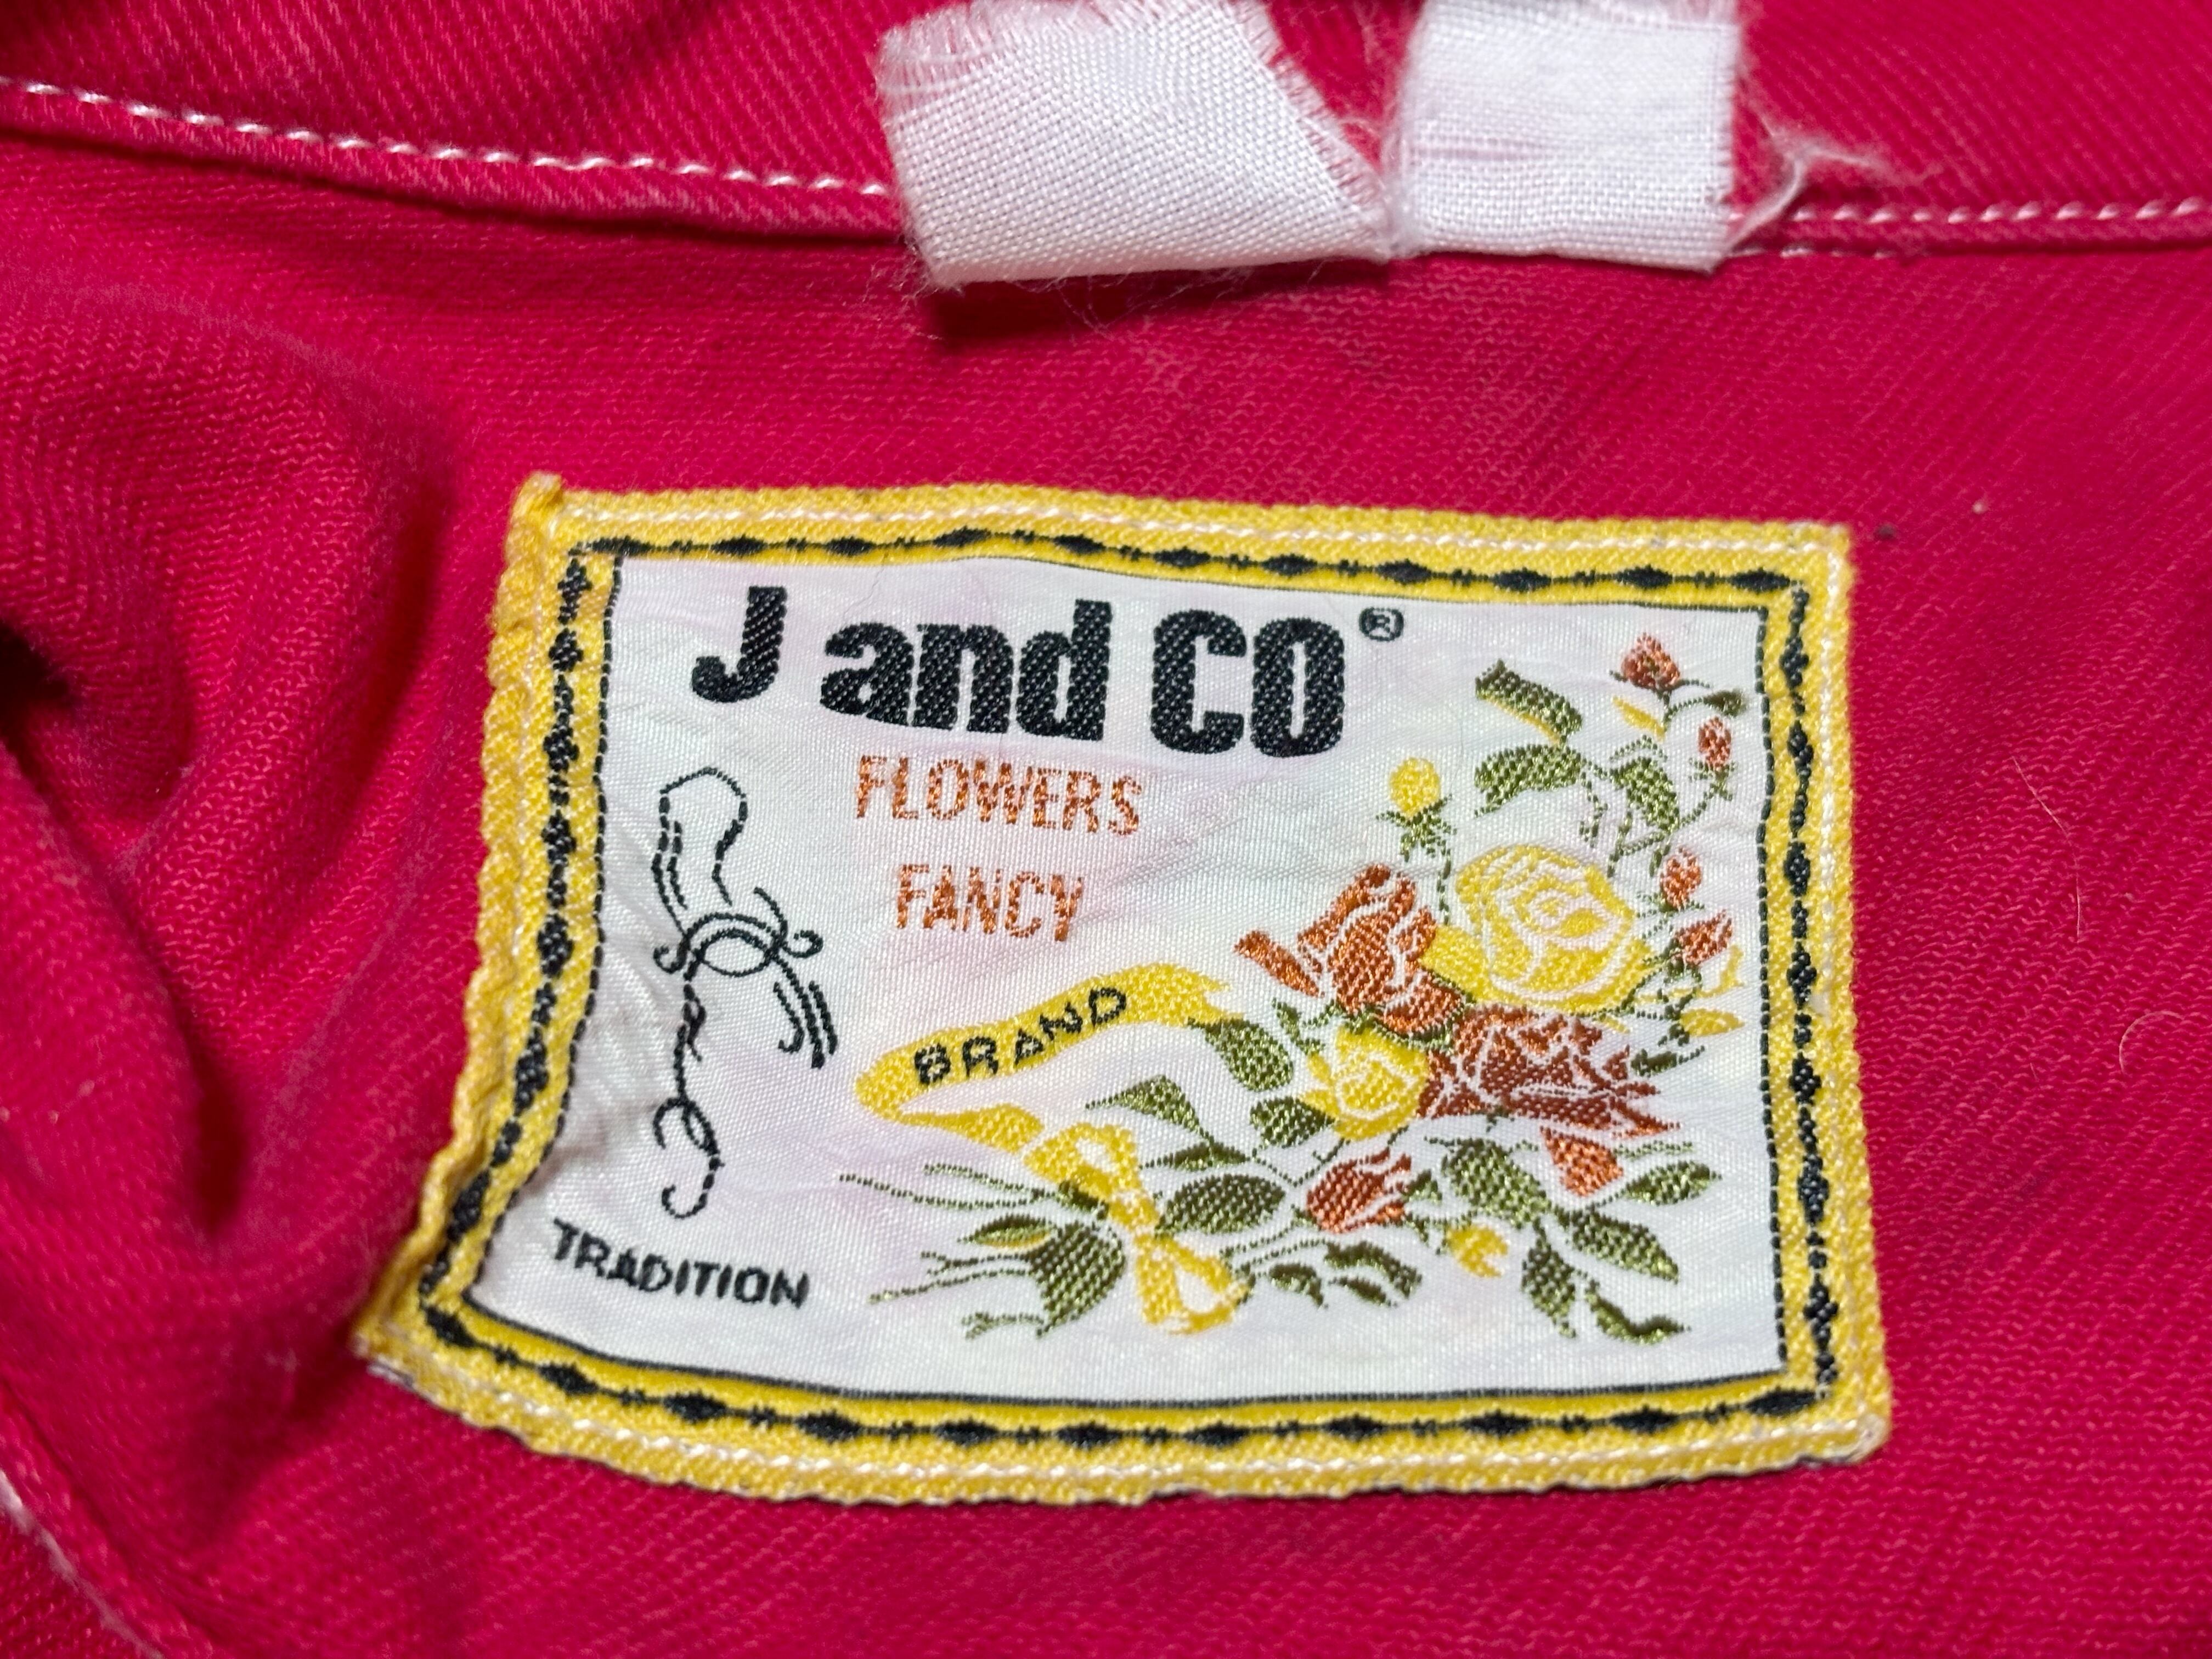 J and CO®
FLOWERS
FANCY
BRAND
TRADITION